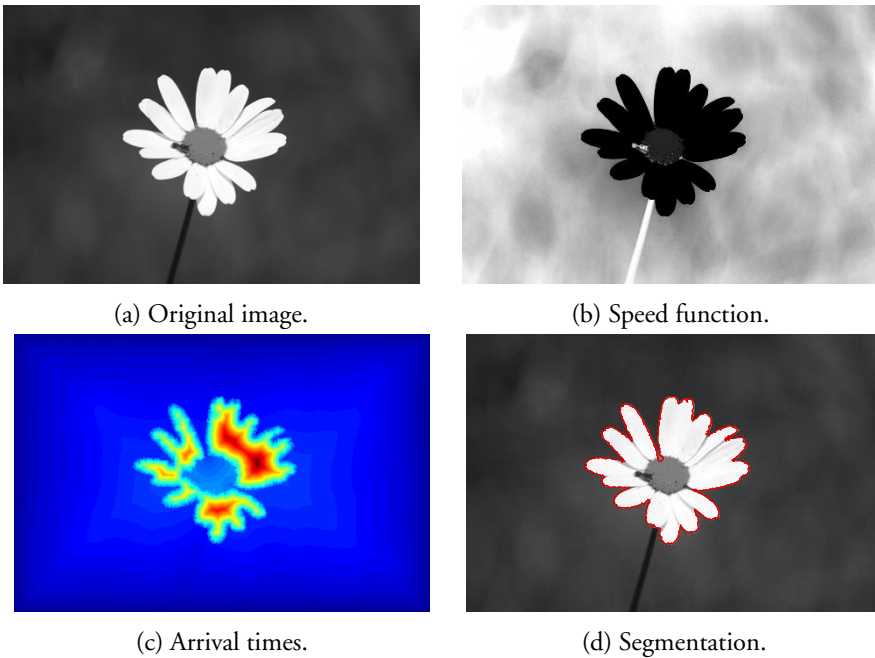 (a) Original image.
(b) Speed function.
(c) Arrival times.
(d) Segmentation.